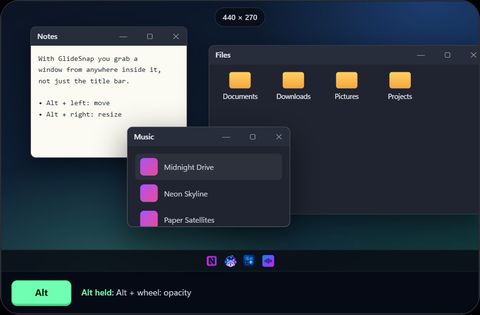 440 × 270
Notes
With GlideSnap you grab a
window from anywhere inside it,
not just the title bar.
• Alt + left: move
• Alt + right: resize
Files
Documents Downloads Pictures Projects
Music
Midnight Drive
Neon Skyline
Paper Satellites
Alt
Alt held: Alt + wheel: opacity